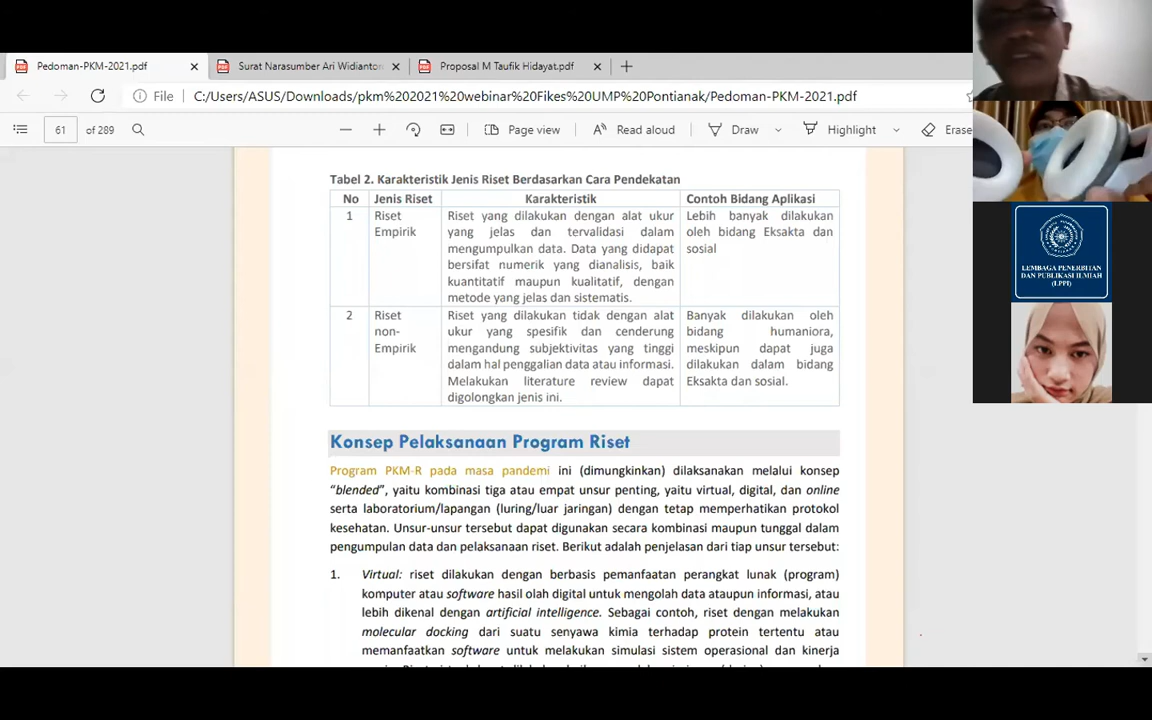 Pedoman-PKM-2021.pdf
Surat Narasumber Ari Widianto
Proposal M Taufik Hidayat.pdf
File
C:/Users/ASUS/Downloads/pkm%202021%20webinar%20Fikes%20UMP%20Pontianak/Pedoman-PKM-2021.pdf
61 of 289
Page view
Read aloud
Draw
Highlight
Erase
Tabel 2. Karakteristik Jenis Riset Berdasarkan Cara Pendekatan
No Jenis Riset Karakteristik Contoh Bidang Aplikasi
1 Riset Riset yang dilakukan dengan alat ukur Lebih banyak dilakukan
Empirik yang jelas dan tervalidasi dalam oleh bidang Eksakta dan
mengumpulkan data. Data yang didapat sosial
bersifat numerik yang dianalisis, baik
kuantitatif maupun kualitatif, dengan
metode yang jelas dan sistematis.
2 Riset Riset yang dilakukan tidak dengan alat Banyak dilakukan oleh
non- ukur yang spesifik dan cenderung bidang humaniora,
Empirik mengandung subjektivitas yang tinggi meskipun dapat juga
dalam hal penggalian data atau informasi. dilakukan dalam bidang
Melakukan literature review dapat Eksakta dan sosial.
digolongkan jenis ini.
Konsep Pelaksanaan Program Riset
Program PKM-R pada masa pandemi ini (dimungkinkan) dilaksanakan melalui konsep
“blended”, yaitu kombinasi tiga atau empat unsur penting, yaitu virtual, digital, dan online
serta laboratorium/lapangan (luring/luar jaringan) dengan tetap memperhatikan protokol
kesehatan. Unsur-unsur tersebut dapat digunakan secara kombinasi maupun tunggal dalam
pengumpulan data dan pelaksanaan riset. Berikut adalah penjelasan dari tiap unsur tersebut:
1. Virtual: riset dilakukan dengan berbasis pemanfaatan perangkat lunak (program)
komputer atau software hasil olah digital untuk mengolah data ataupun informasi, atau
lebih dikenal dengan artificial intelligence. Sebagai contoh, riset dengan melakukan
molecular docking dari suatu senyawa kimia terhadap protein tertentu atau
memanfaatkan software untuk melakukan simulasi sistem operasional dan kinerja
LEMBAGA PENERBITAN
DAN PUBLIKASI ILMIAH
(LPPI)